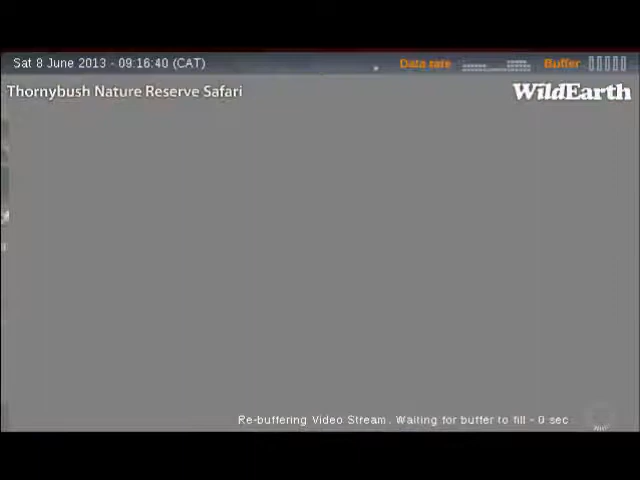 Sat 8 June 2013 - 09:16:40 (CAT)
Data rate
Buffer
Thornybush Nature Reserve Safari
WildEarth
Re-buffering Video Stream. Waiting for buffer to fill - 0 sec